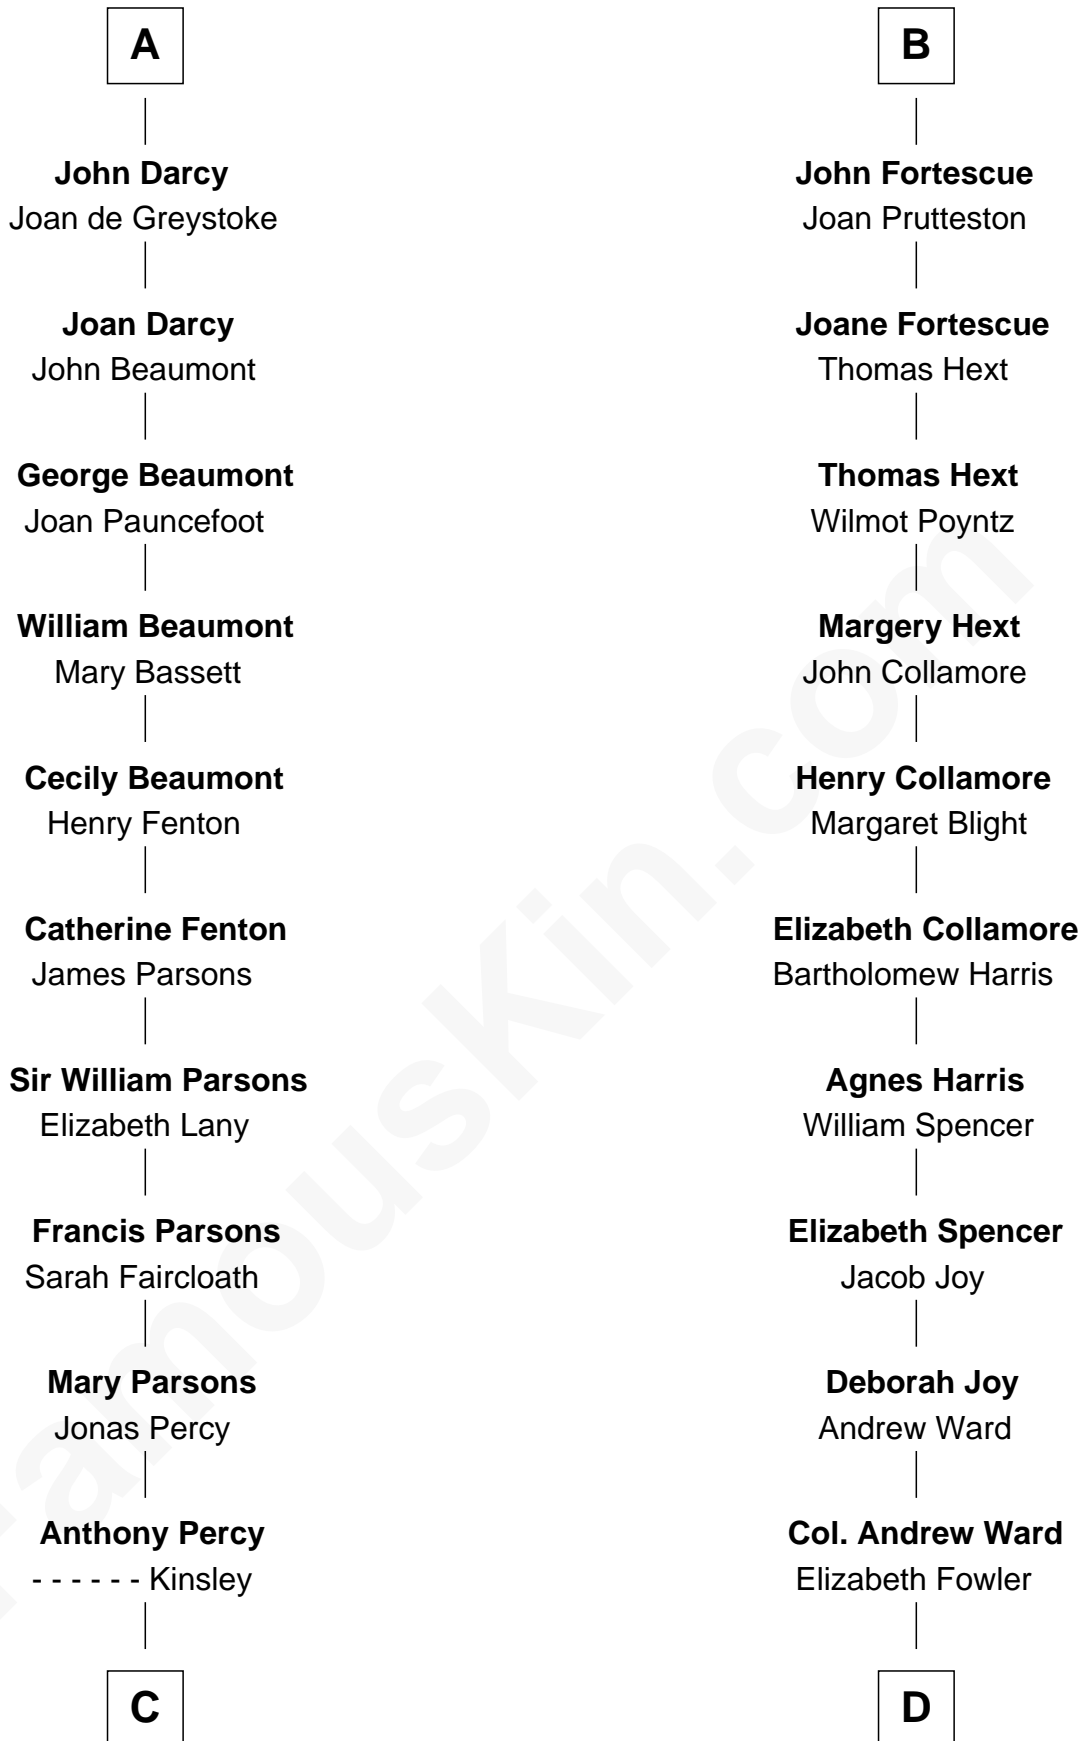 A
John Darcy
Joan de Greystoke
Joan Darcy
John Beaumont
George Beaumont
Joan Pauncefoot
William Beaumont
Mary Bassett
Cecily Beaumont
Henry Fenton
Catherine Fenton
James Parsons
Sir William Parsons
Elizabeth Lany
Francis Parsons
Sarah Faircloath
Mary Parsons
Jonas Percy
Anthony Percy
- - - - - - Kinsley
C
B
John Fortescue
Joan Prutteston
Joane Fortescue
Thomas Hext
Thomas Hext
Wilmot Poyntz
Margery Hext
John Collamore
Henry Collamore
Margaret Blight
Elizabeth Collamore
Bartholomew Harris
Agnes Harris
William Spencer
Elizabeth Spencer
Jacob Joy
Deborah Joy
Andrew Ward
Col. Andrew Ward
Elizabeth Fowler
D
FamousKin.com